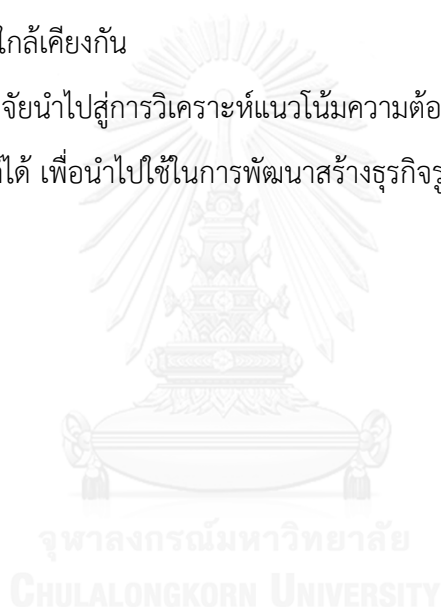 ใกล้เคียงกัน
จัยนำไปสู่การวิเคราะห์แนวโน้มความต้อ
ได้ เพื่อนำไปใช้ในการพัฒนาสร้างธุรกิจรู
จุฬาลงกรณ์มหาวิทยาลัย
CHULALONGKORN UNIVERSITY